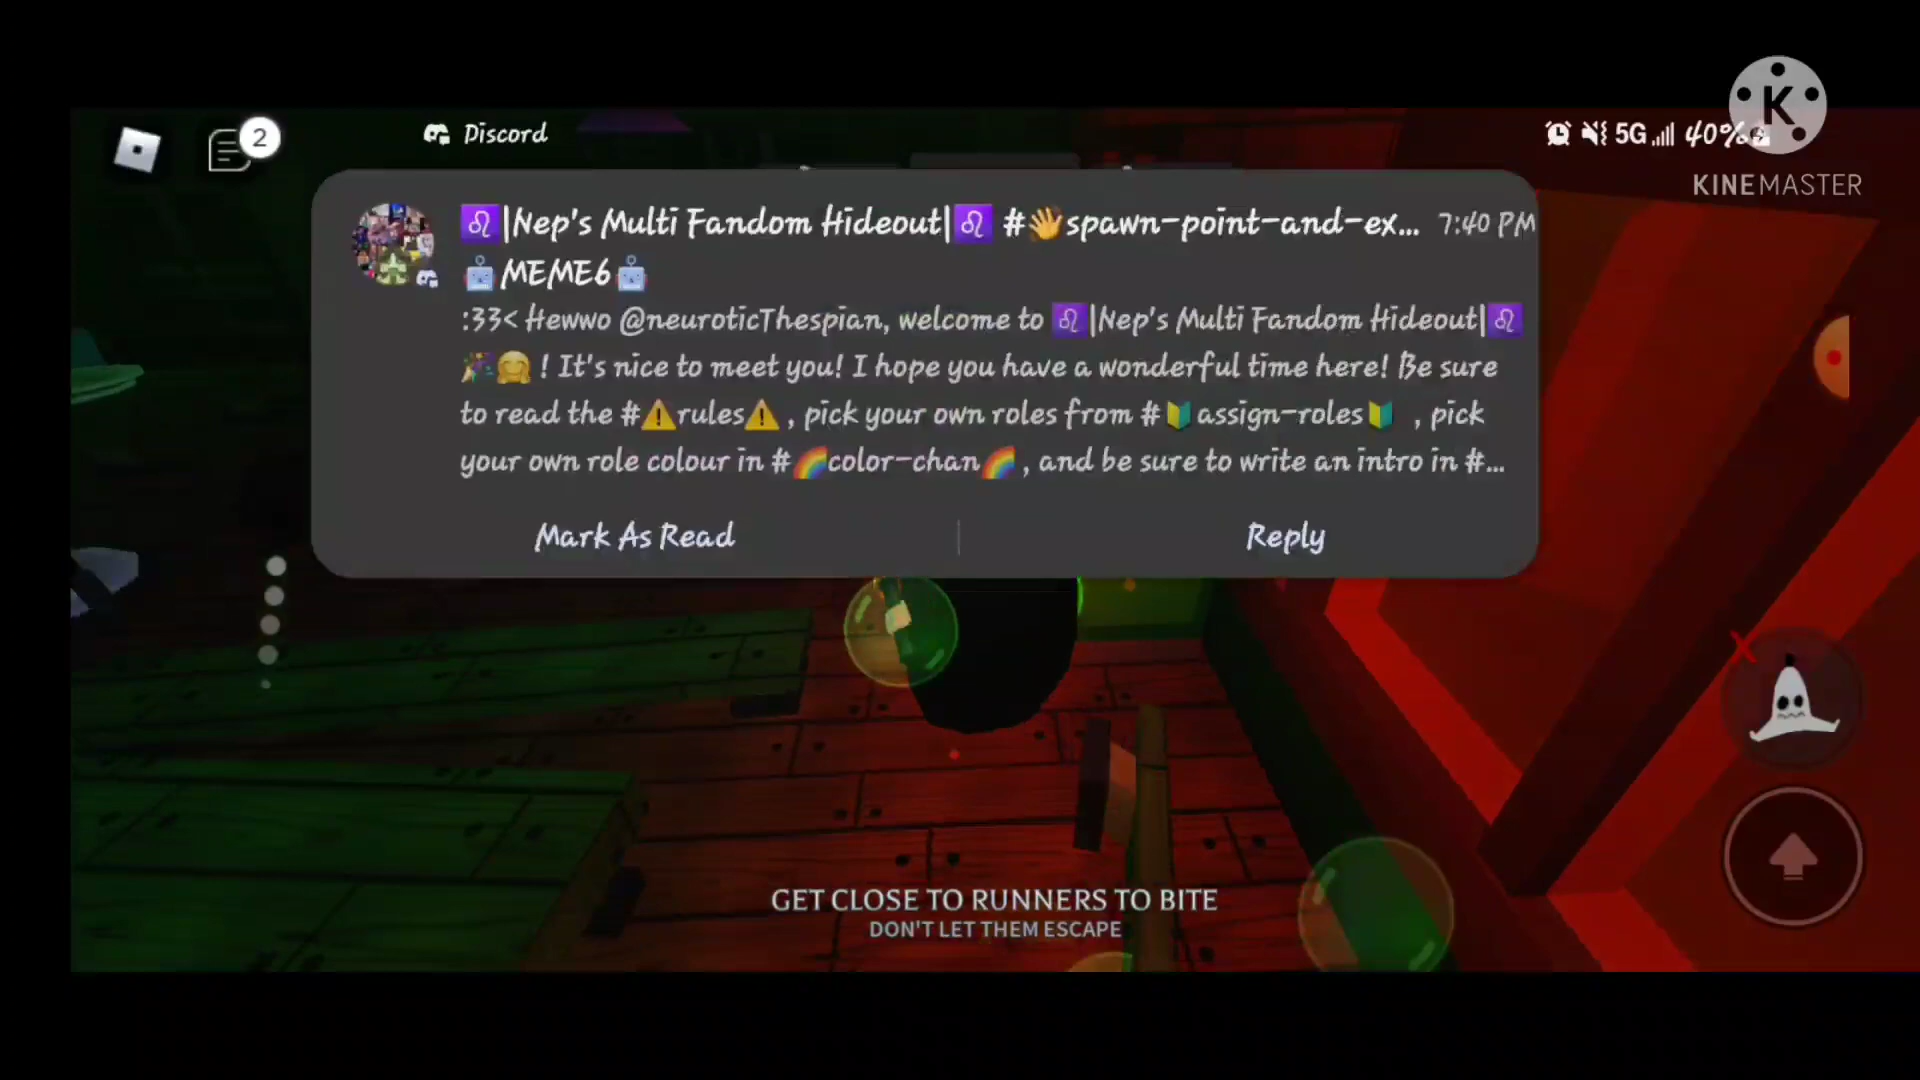 2
Discord
5G 40%
K
KINEMASTER
♌|Nep's Multi Fandom Hideout|♌ #👋spawn-point-and-ex... 7:40 PM
🤖MEME6🤖
:33< Hewwo @neuroticThespian, welcome to ♌|Nep's Multi Fandom Hideout|♌
🎉🤗 ! It's nice to meet you! I hope you have a wonderful time here! Be sure
to read the #⚠️rules⚠️ , pick your own roles from #🔰assign-roles🔰 , pick
your own role colour in #🌈color-chan🌈 , and be sure to write an intro in #...
Mark As Read
Reply
GET CLOSE TO RUNNERS TO BITE
DON'T LET THEM ESCAPE